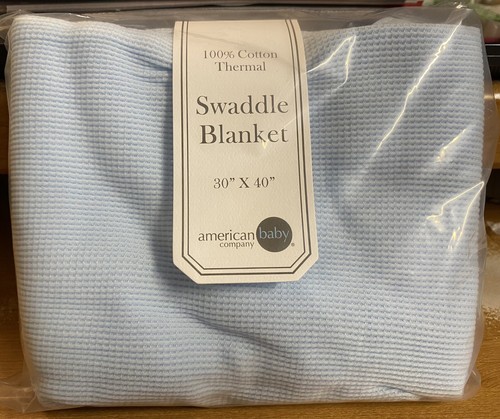 100% Cotton
Thermal
Swaddle
Blanket
30" X 40"
american baby
company